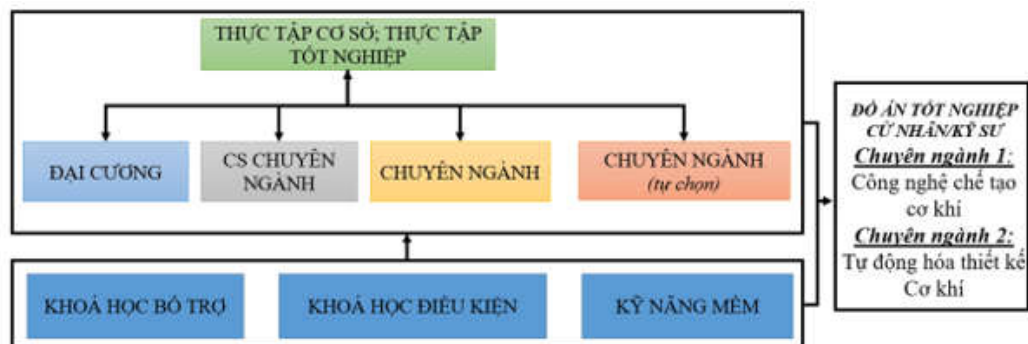 THỰC TẬP CƠ SỞ; THỰC TẬP
TỐT NGHIỆP
ĐẠI CƯƠNG
CS CHUYÊN
NGÀNH
CHUYÊN NGÀNH
CHUYÊN NGÀNH
(tự chọn)
KHOÁ HỌC BỔ TRỢ
KHOÁ HỌC ĐIỀU KIỆN
KỸ NĂNG MỀM
ĐỒ ÁN TỐT NGHIỆP
CỬ NHÂN/KỸ SƯ
Chuyên ngành 1:
Công nghệ chế tạo
cơ khí
Chuyên ngành 2:
Tự động hóa thiết kế
Cơ khí